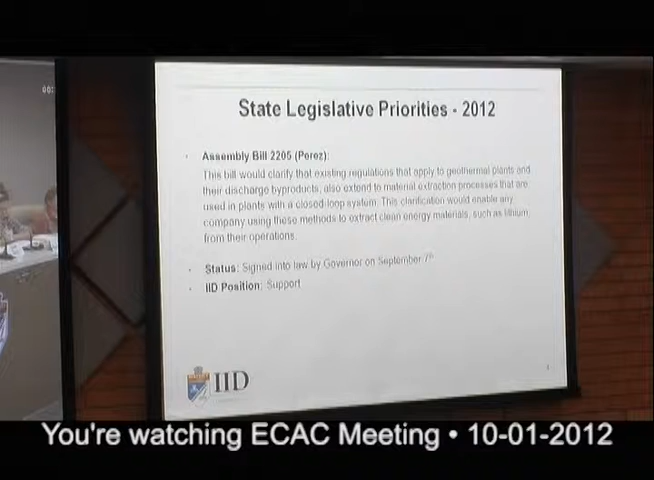 00:
State Legislative Priorities - 2012
· Assembly Bill 2205 (Perez):
This bill would clarify that existing regulations that apply to geothermal plants and
their discharge byproducts, also extend to material extraction processes that are
used in plants with a closed-loop system. This clarification would enable any
company using these methods to extract clean energy materials, such as lithium,
from their operations.
· Status: Signed into law by Governor on September 7th
· IID Position: Support
IID
You're watching ECAC Meeting • 10-01-2012